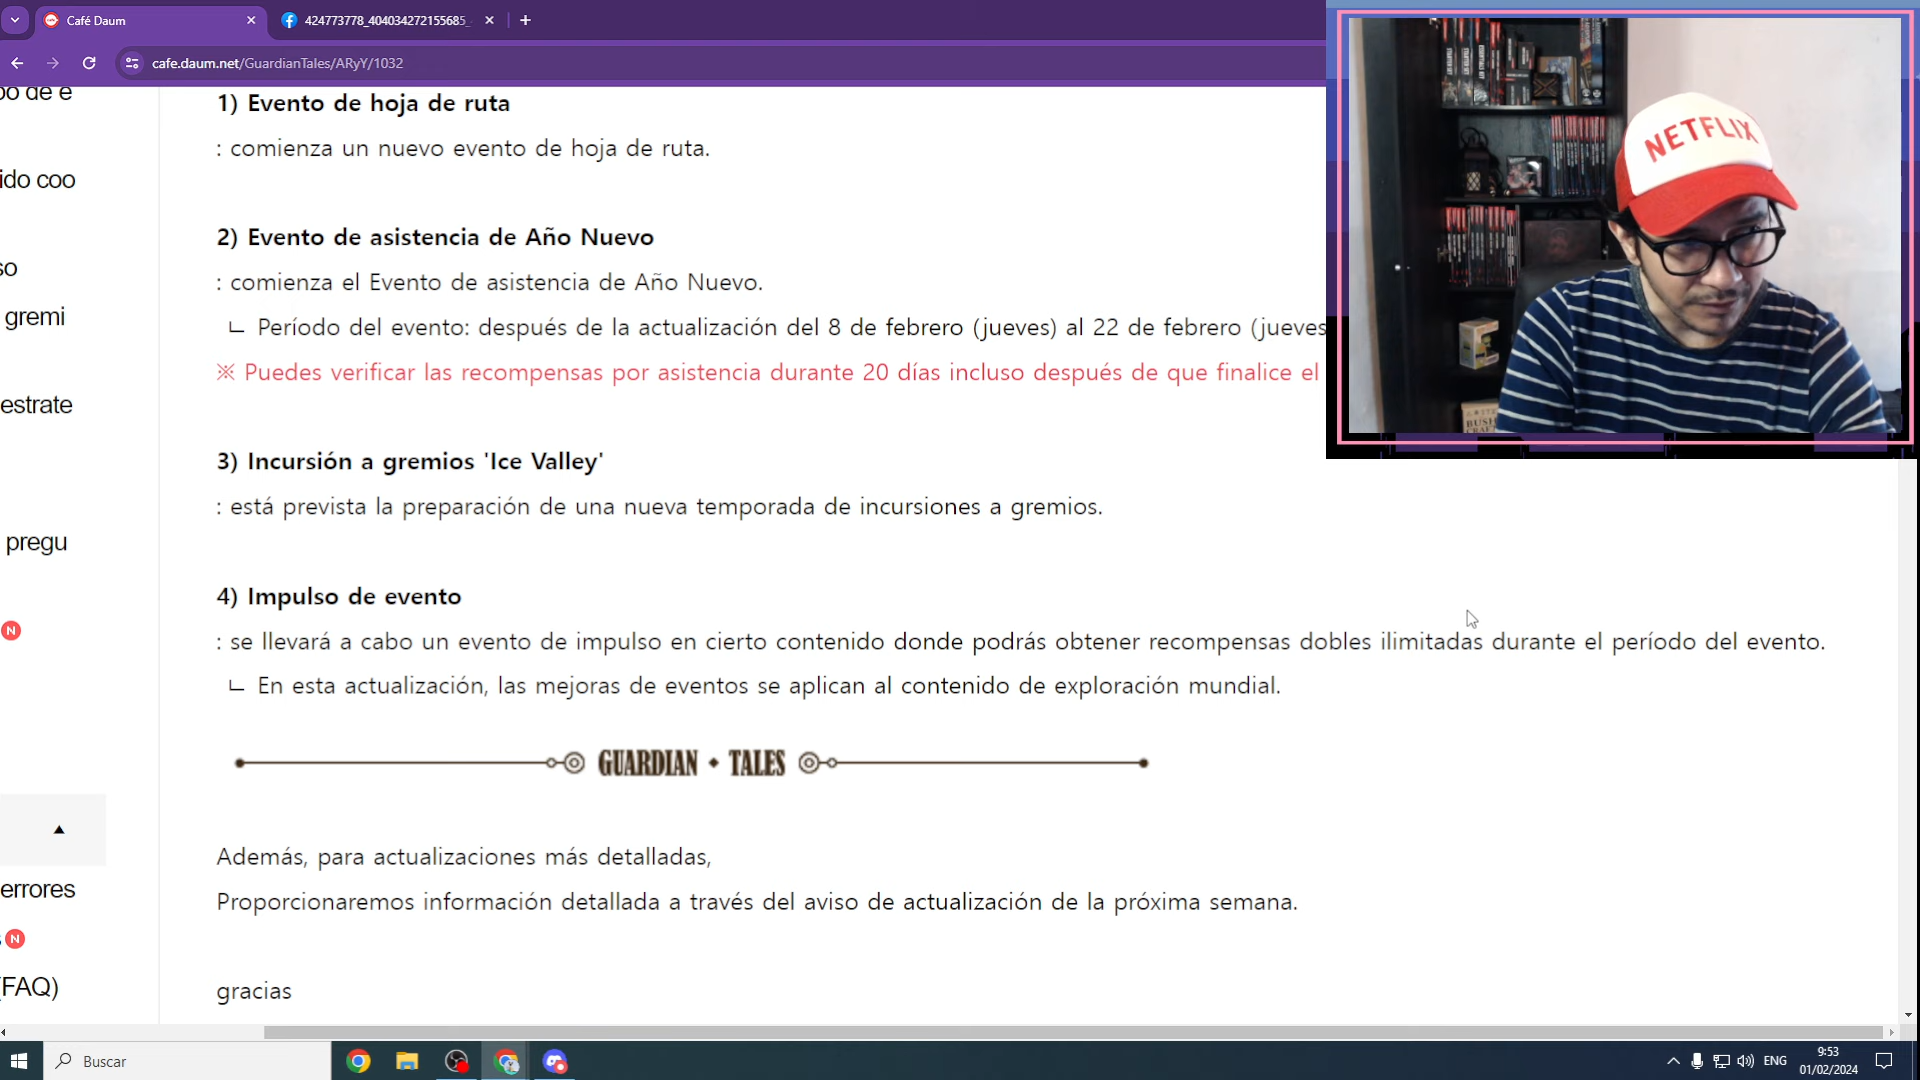 Café Daum
424773778_404034272155685_
cafe.daum.net/GuardianTales/ARyY/1032
po de e
ido coo
so
gremi
estrate
pregu
N
errores
s N
(FAQ)
1) Evento de hoja de ruta
: comienza un nuevo evento de hoja de ruta.
2) Evento de asistencia de Año Nuevo
: comienza el Evento de asistencia de Año Nuevo.
ㄴ Período del evento: después de la actualización del 8 de febrero (jueves) al 22 de febrero (jueves
※ Puedes verificar las recompensas por asistencia durante 20 días incluso después de que finalice el
3) Incursión a gremios 'Ice Valley'
: está prevista la preparación de una nueva temporada de incursiones a gremios.
4) Impulso de evento
: se llevará a cabo un evento de impulso en cierto contenido donde podrás obtener recompensas dobles ilimitadas durante el período del evento.
ㄴ En esta actualización, las mejoras de eventos se aplican al contenido de exploración mundial.
GUARDIAN TALES
Además, para actualizaciones más detalladas,
Proporcionaremos información detallada a través del aviso de actualización de la próxima semana.
gracias
NETFLIX
Buscar
ENG
9:53
01/02/2024